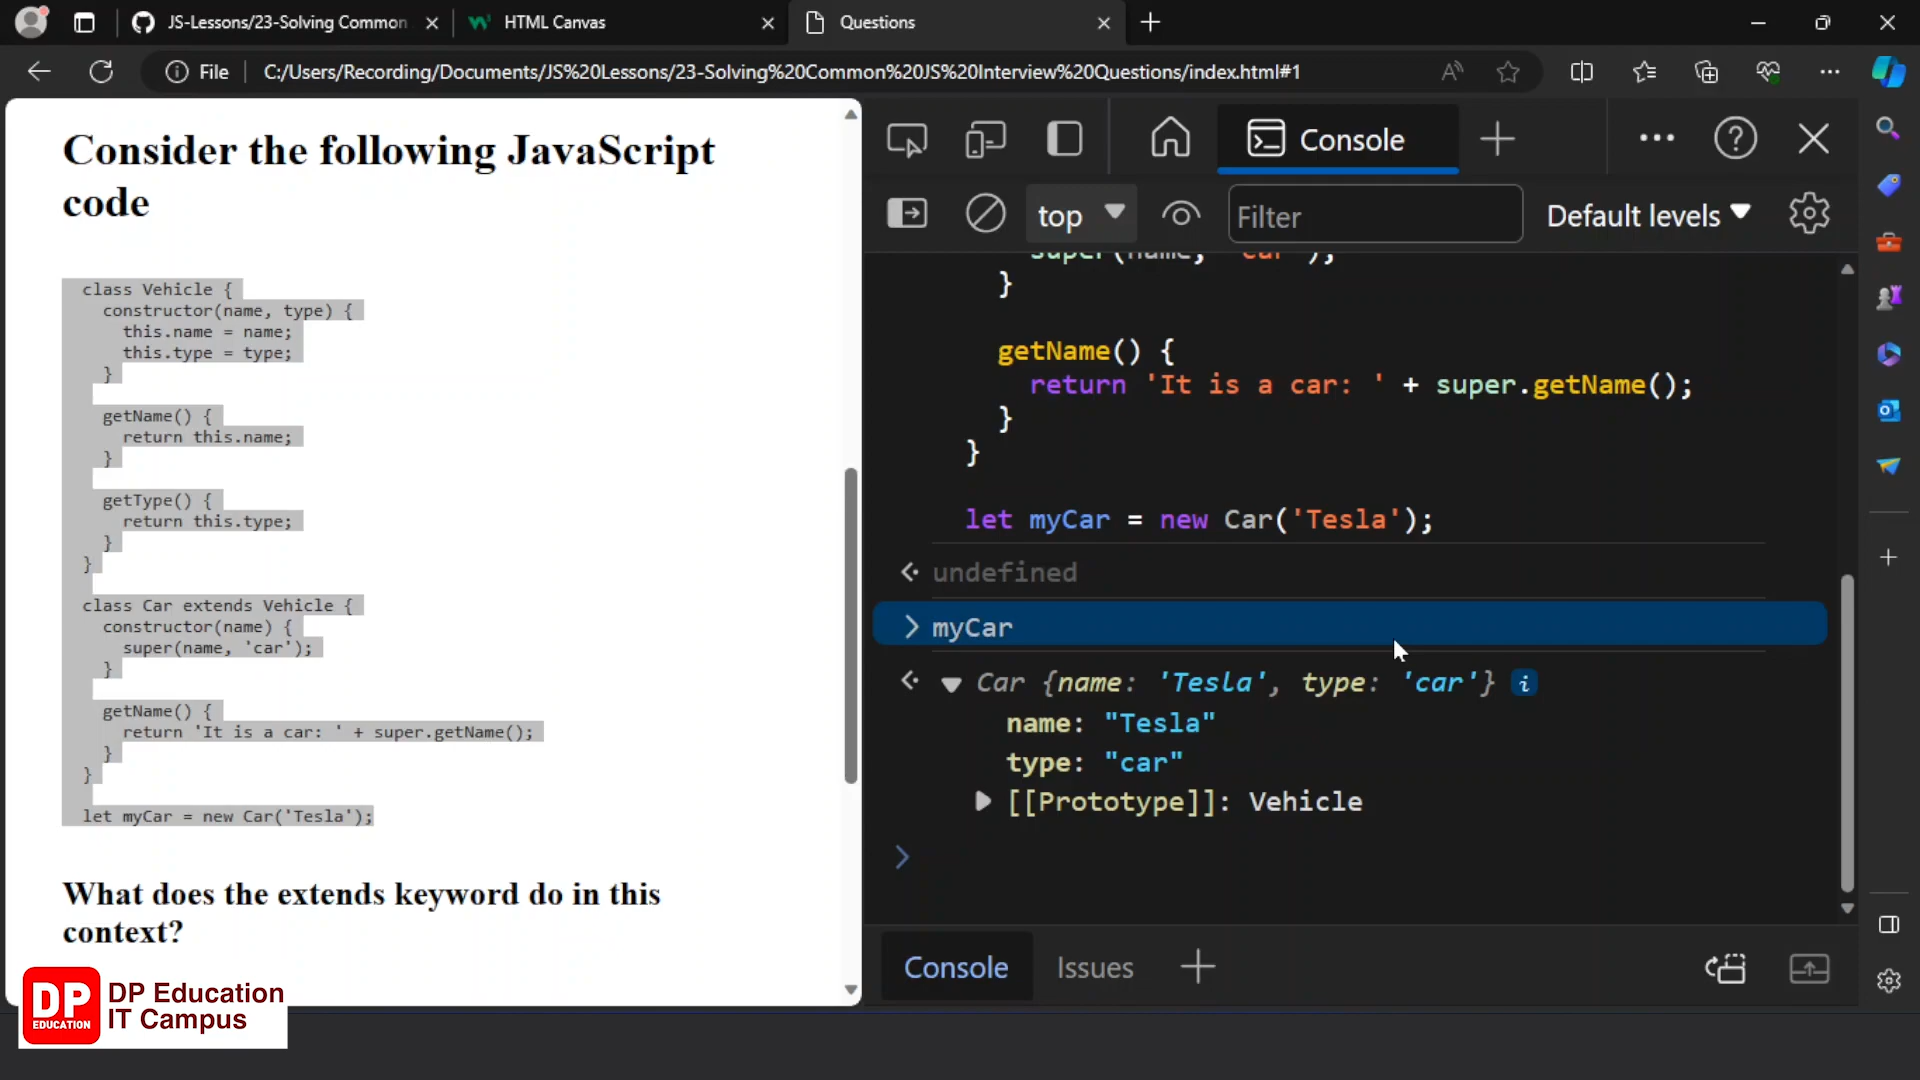 JS-Lessons/23-Solving Common
HTML Canvas
Questions
File
C:/Users/Recording/Documents/JS%20Lessons/23-Solving%20Common%20JS%20Interview%20Questions/index.html#1
Consider the following JavaScript
code
class Vehicle {
constructor(name, type) {
this.name = name;
this.type = type;
}
getName() {
return this.name;
}
getType() {
return this.type;
}
}
class Car extends Vehicle {
constructor(name) {
super(name, 'car');
}
getName() {
return 'It is a car: ' + super.getName();
}
}
let myCar = new Car('Tesla');
What does the extends keyword do in this
context?
DP
EDUCATION
DP Education
IT Campus
Console
top
Filter
Default levels
super(name, 'car');
}
getName() {
return 'It is a car: ' + super.getName();
}
}
let myCar = new Car('Tesla');
undefined
myCar
Car {name: 'Tesla', type: 'car'} i
name: "Tesla"
type: "car"
[[Prototype]]: Vehicle
Console
Issues